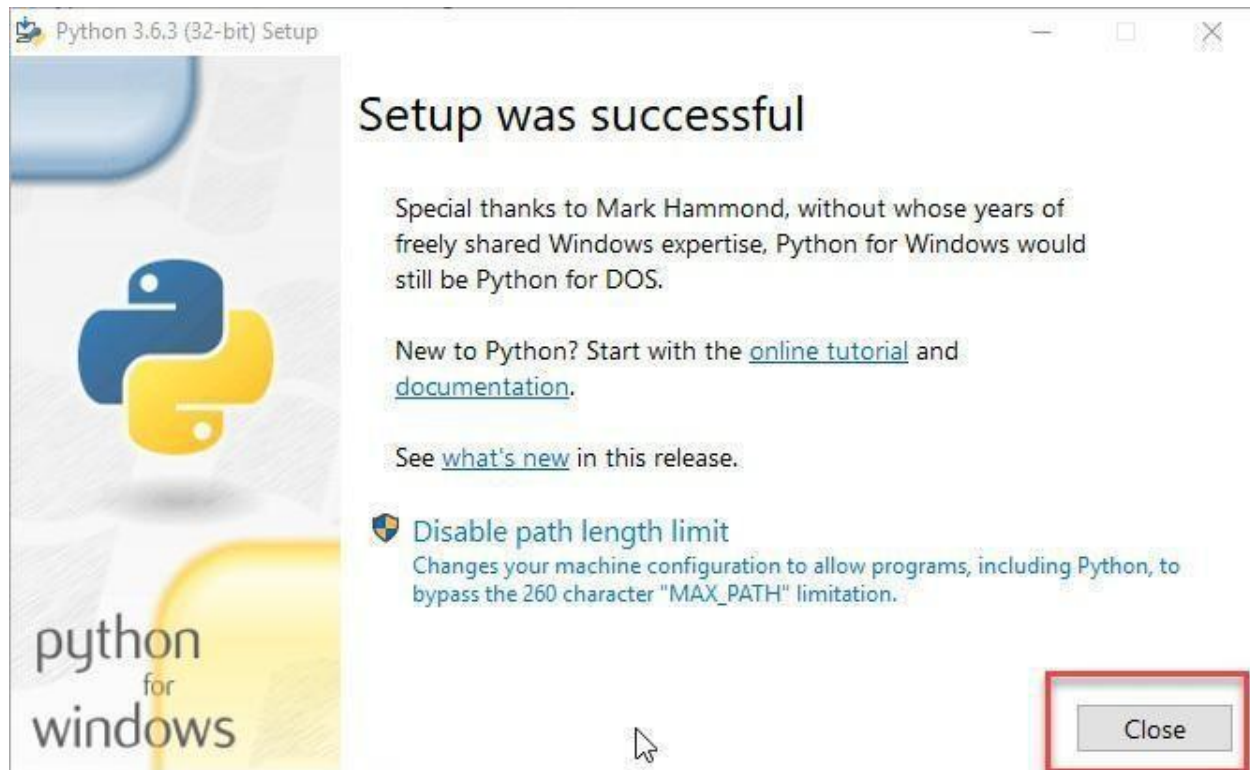 Python 3.6.3 (32-bit) Setup
Setup was successful
Special thanks to Mark Hammond, without whose years of
freely shared Windows expertise, Python for Windows would
still be Python for DOS.
New to Python? Start with the online tutorial and
documentation.
See what's new in this release.
Disable path length limit
Changes your machine configuration to allow programs, including Python, to
bypass the 260 character "MAX_PATH" limitation.
python
for
windows
Close